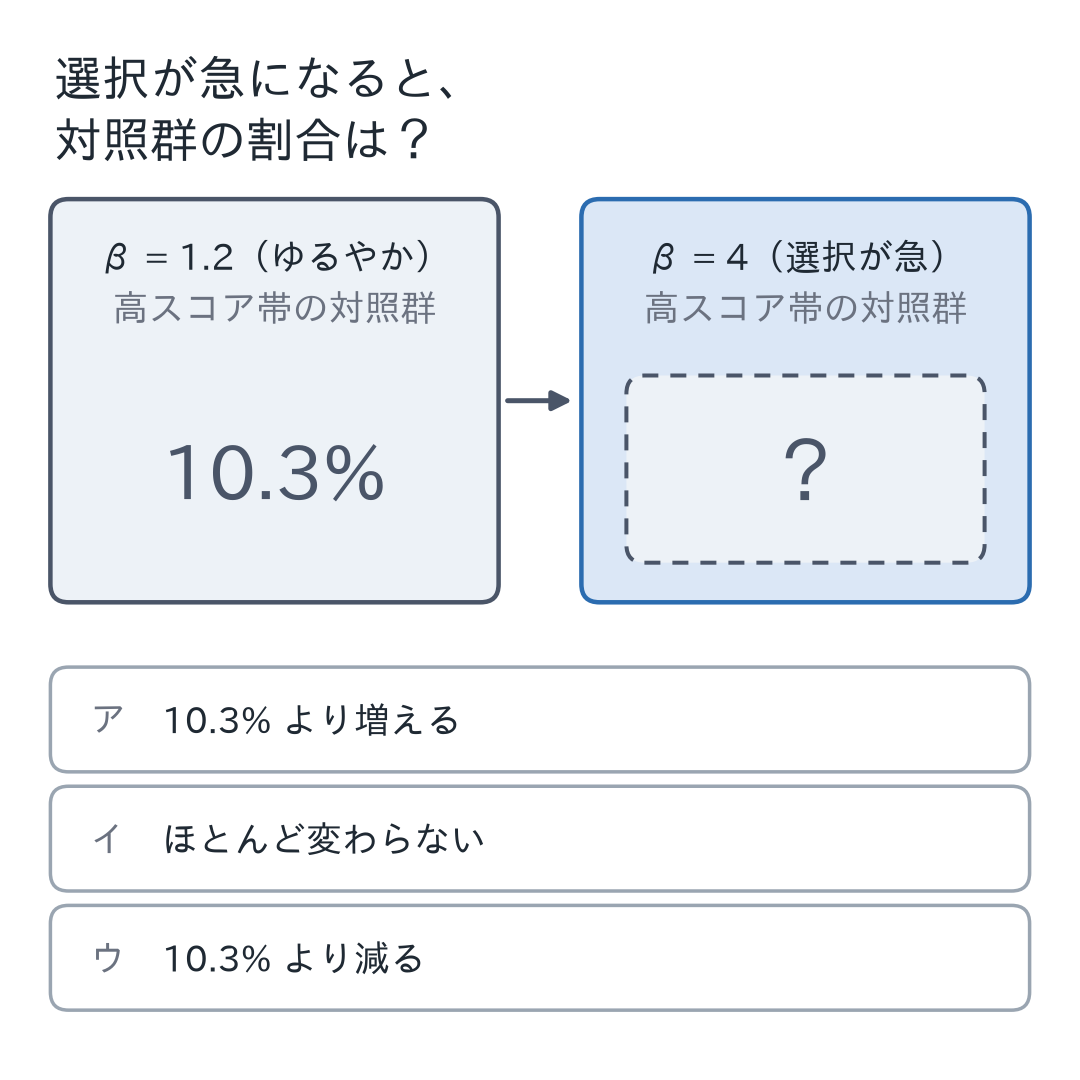 選択が急になると、
対照群の割合は？
β = 1.2（ゆるやか）
高スコア帯の対照群
10.3%
β = 4（選択が急）
高スコア帯の対照群
?
ア 10.3% より増える
イ ほとんど変わらない
ウ 10.3% より減る